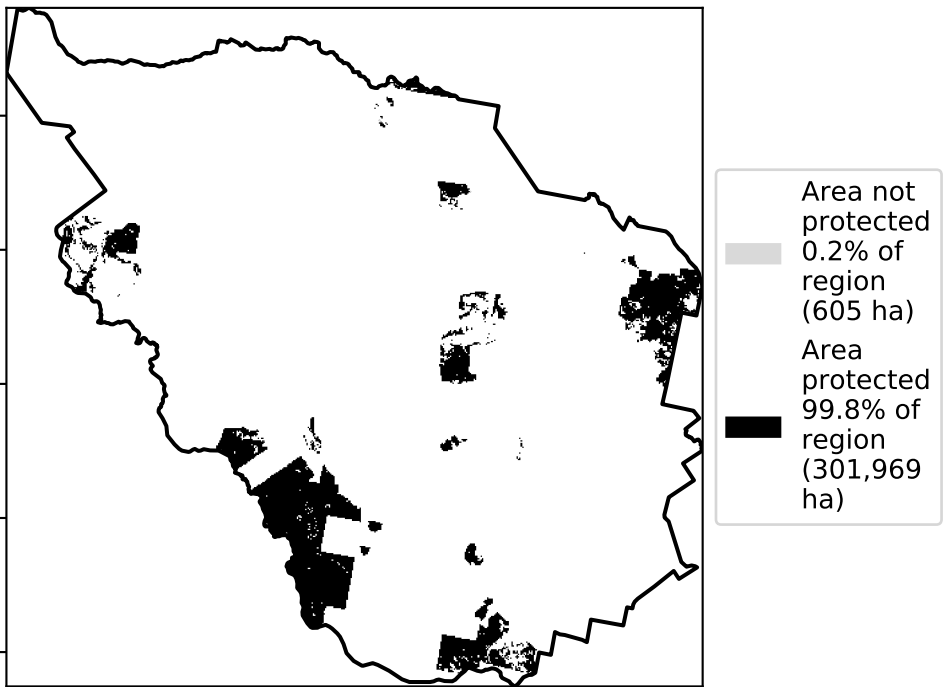 Area not
protected
0.2% of
region
(605 ha)
Area
protected
99.8% of
region
(301,969
ha)